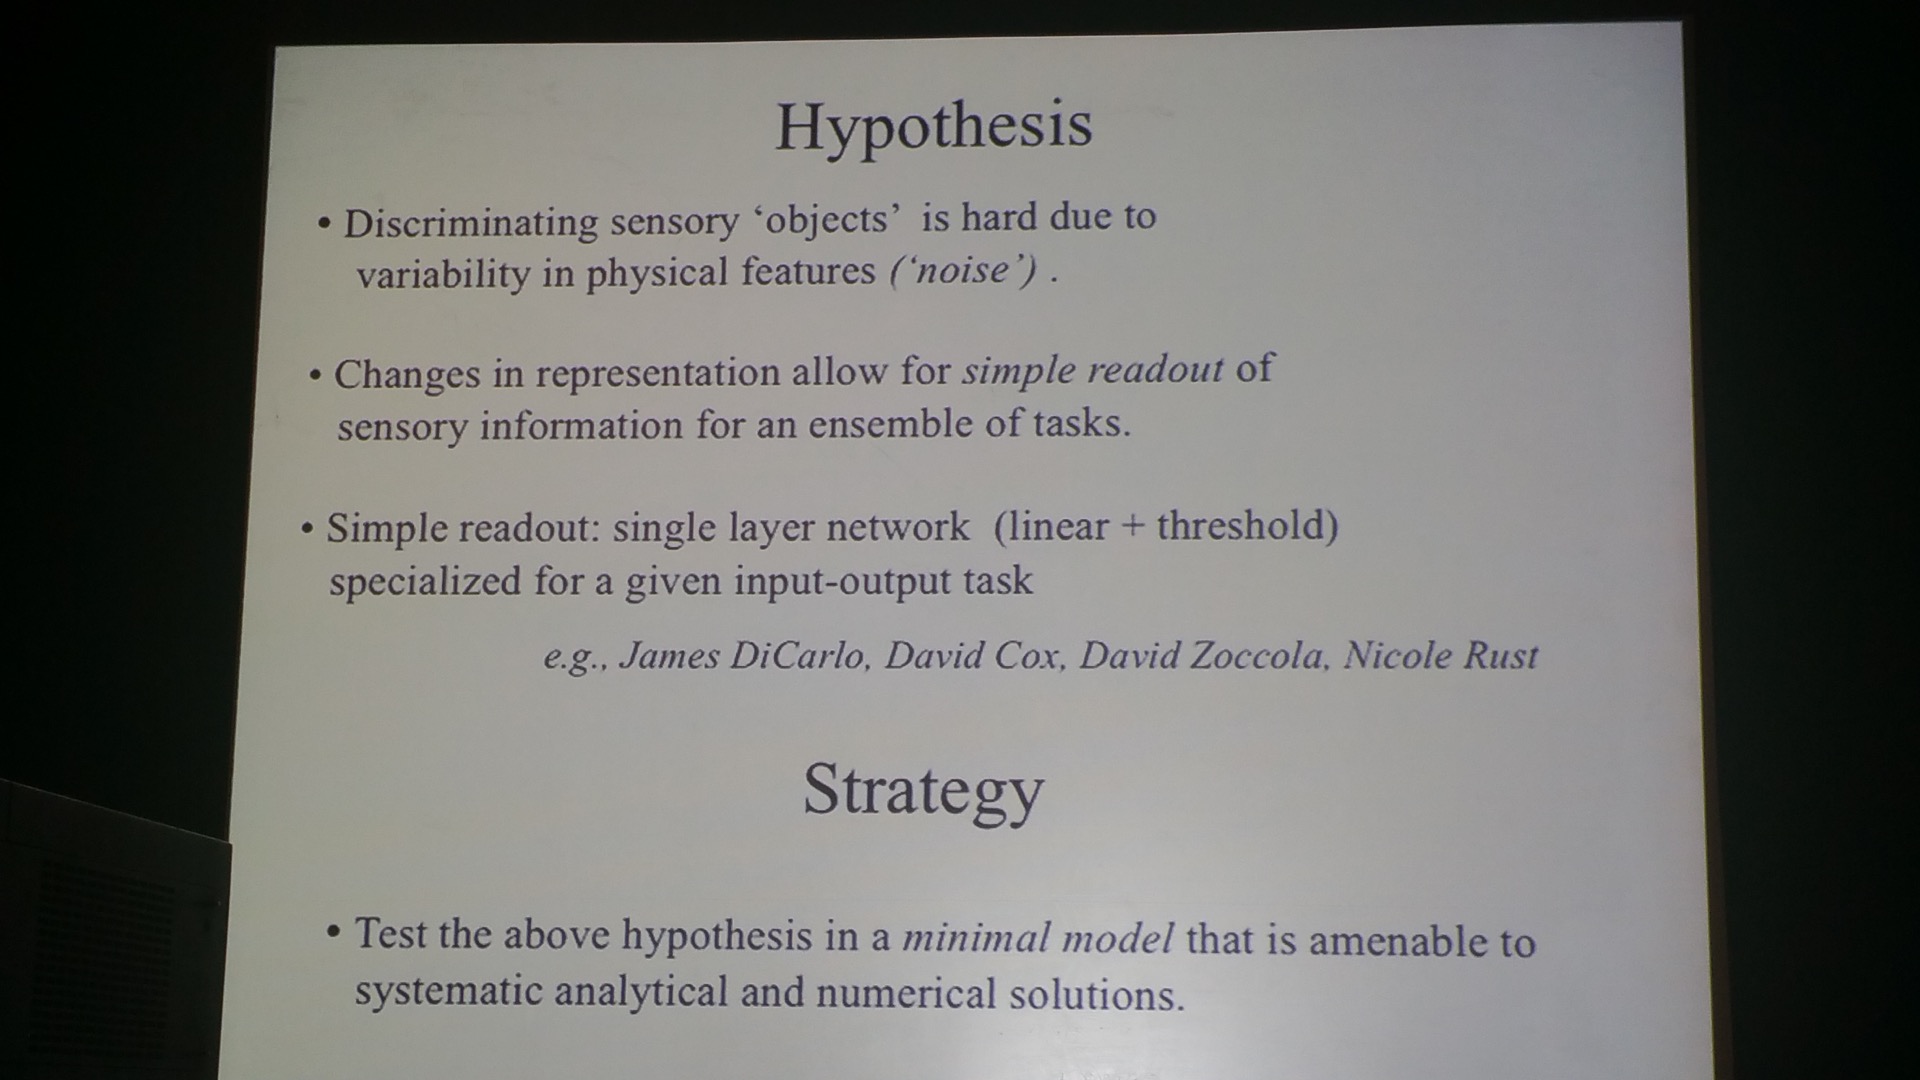 Hypothesis
• Discriminating sensory ‘objects’ is hard due to
variability in physical features (‘noise’) .
• Changes in representation allow for simple readout of
sensory information for an ensemble of tasks.
• Simple readout: single layer network (linear + threshold)
specialized for a given input-output task
e.g., James DiCarlo, David Cox, David Zoccola, Nicole Rust
Strategy
• Test the above hypothesis in a minimal model that is amenable to
systematic analytical and numerical solutions.